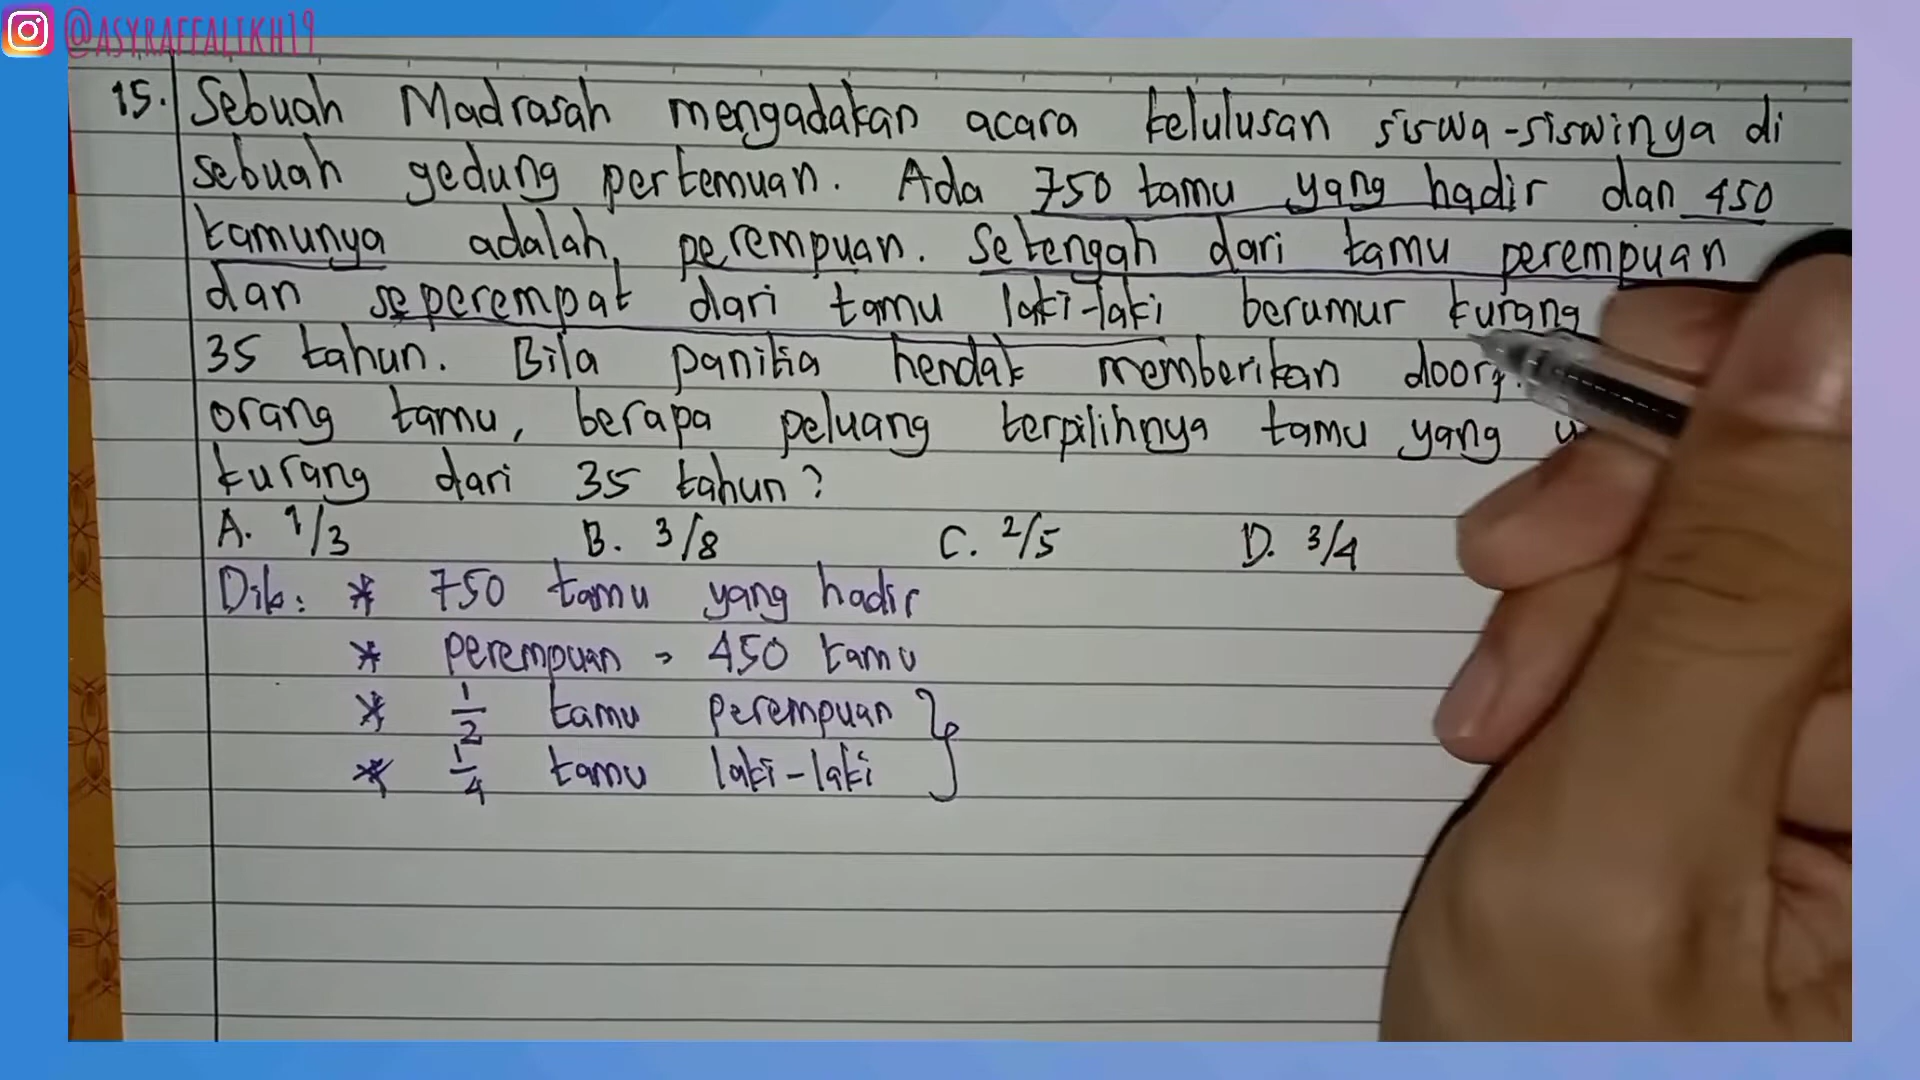 @ASYRAFFALIKH19
15. Sebuah Madrasah mengadakan acara kelulusan siswa-siswinya di
sebuah gedung pertemuan. Ada 750 tamu yang hadir dan 450
tamunya adalah perempuan. Setengah dari tamu perempuan
dan seperempat dari tamu laki-laki berumur kurang
35 tahun. Bila panitia hendak memberikan
orang tamu, berapa peluang terpilihnya tamu yang
kurang dari 35 tahun?
A. 1/3 B. 3/8 C. 2/5 D. 3/4
Dik: * 750 tamu yang hadir
* perempuan = 450 tamu
* 1/2 tamu perempuan
* 1/4 tamu laki-laki